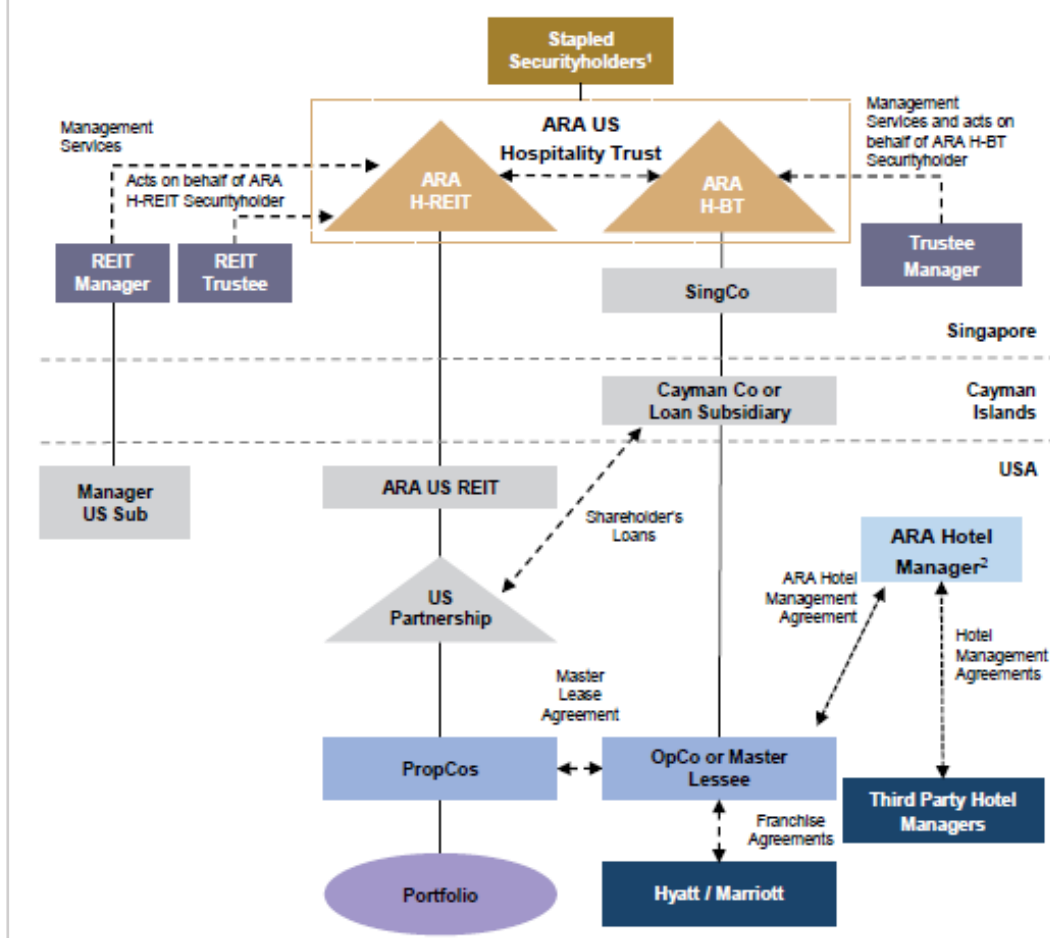 Stapled
Securityholders¹
Management
Services
ARA US
Hospitality Trust
Management
Services and acts on
behalf of ARA H-BT
Securityholder
Acts on behalf of ARA
H-REIT Securityholder
ARA
H-REIT
ARA
H-BT
REIT
Manager
REIT
Trustee
Trustee
Manager
SingCo
Singapore
Cayman Co or
Loan Subsidiary
Cayman
Islands
USA
Manager
US Sub
ARA US REIT
Shareholder's
Loans
ARA Hotel
Manager²
US
Partnership
ARA Hotel
Management
Agreement
Hotel
Management
Agreements
Master
Lease
Agreement
PropCos
OpCo or Master
Lessee
Third Party Hotel
Managers
Franchise
Agreements
Portfolio
Hyatt / Marriott